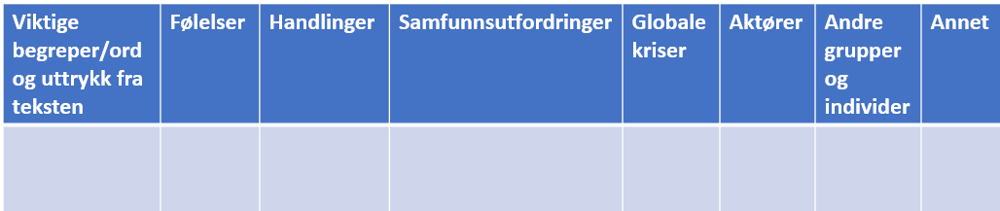 Viktige
begreper/ord
og uttrykk fra
teksten
Følelser
Handlinger
Samfunnsutfordringer
Globale
kriser
Aktører
Andre
grupper
og
individer
Annet